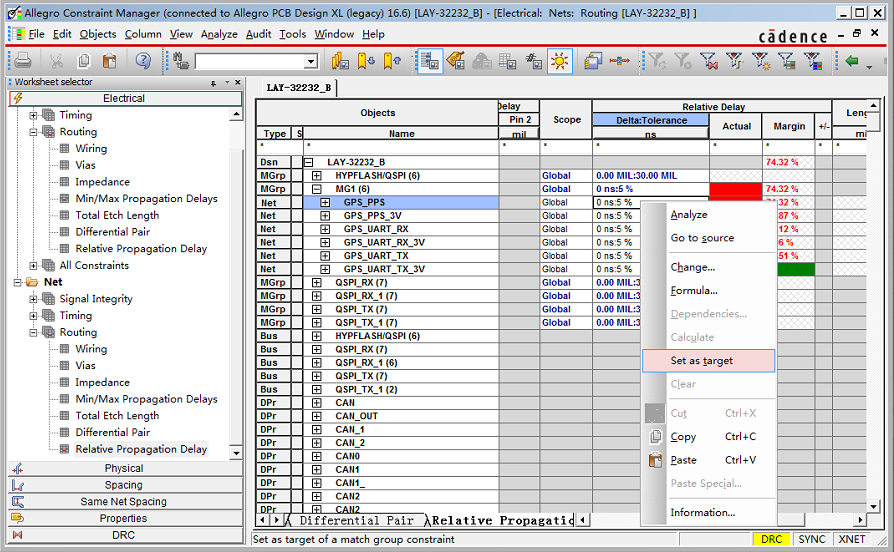 Allegro Constraint Manager (connected to Allegro PCB Design XL (legacy) 16.6) [LAY-32232_B] - [Electrical: Nets: Routing [LAY-32232_B] ]
File Edit Objects Column View Analyze Audit Tools Window Help
cādence
Worksheet selector
Electrical
Timing
Routing
Wiring
Vias
Impedance
Min/Max Propagation Delays
Total Etch Length
Differential Pair
Relative Propagation Delay
All Constraints
Net
Signal Integrity
Timing
Routing
Wiring
Vias
Impedance
Min/Max Propagation Delays
Total Etch Length
Differential Pair
Relative Propagation Delay
Physical
Spacing
Same Net Spacing
Properties
DRC
LAY-32232_B
Objects Delay Scope Relative Delay Leng
Pin 2 Delta:Tolerance Actual Margin +/-
Type S Name mil ns mi
* * * * * * * *
Dsn LAY-32232_B 74.32 %
MGrp HYPFLASH/QSPI (6) Global 0.00 MIL:30.00 MIL
MGrp MG1 (6) Global 0 ns:5 % 74.32 %
Net GPS_PPS Global 0 ns:5 % 32 %
Net GPS_PPS_3V Global 0 ns:5 % 87 %
Net GPS_UART_RX Global 0 ns:5 % 12 %
Net GPS_UART_RX_3V Global 0 ns:5 % 6 %
Net GPS_UART_TX Global 0 ns:5 % 51 %
Net GPS_UART_TX_3V Global 0 ns:5 %
MGrp QSPI_RX (7) Global 0.00 MIL:3
MGrp QSPI_RX_1 (7) Global 0.00 MIL:3
MGrp QSPI_TX (7) Global 0.00 MIL:3
MGrp QSPI_TX_1 (7) Global 0.00 MIL:3
Bus HYPFLASH/QSPI (6)
Bus QSPI_RX (7)
Bus QSPI_RX_1 (6)
Bus QSPI_TX (7)
Bus QSPI_TX_1 (2)
DPr CAN
DPr CAN_OUT
DPr CAN_1
DPr CAN_2
DPr CAN0
DPr CAN1
DPr CAN1_
DPr CAN2
DPr CAN2
Analyze
Go to source
Change...
Formula...
Dependencies...
Calculate
Set as target
Clear
Cut Ctrl+X
Copy Ctrl+C
Paste Ctrl+V
Paste Special...
Information...
Differential Pair Relative Propagatic
Set as target of a match group constraint DRC SYNC XNET